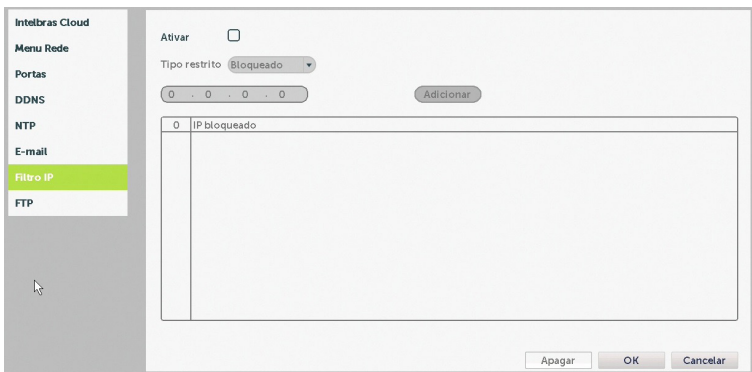 Intelbras Cloud
Menu Rede
Portas
DDNS
NTP
E-mail
Filtro IP
FTP
Ativar
Tipo restrito Bloqueado
0 . 0 . 0 . 0 Adicionar
0 IP bloqueado
Apagar OK Cancelar